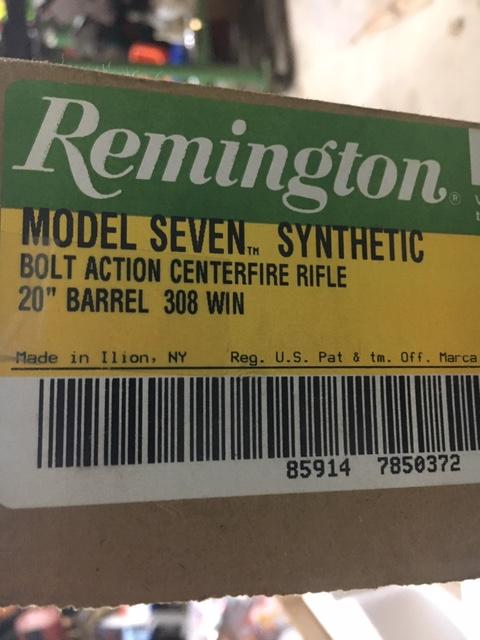 Remington®
MODEL SEVEN™ SYNTHETIC
BOLT ACTION CENTERFIRE RIFLE
20" BARREL 308 WIN
Made in Ilion, NY Reg. U.S. Pat & tm. Off. Marca
85914 7850372